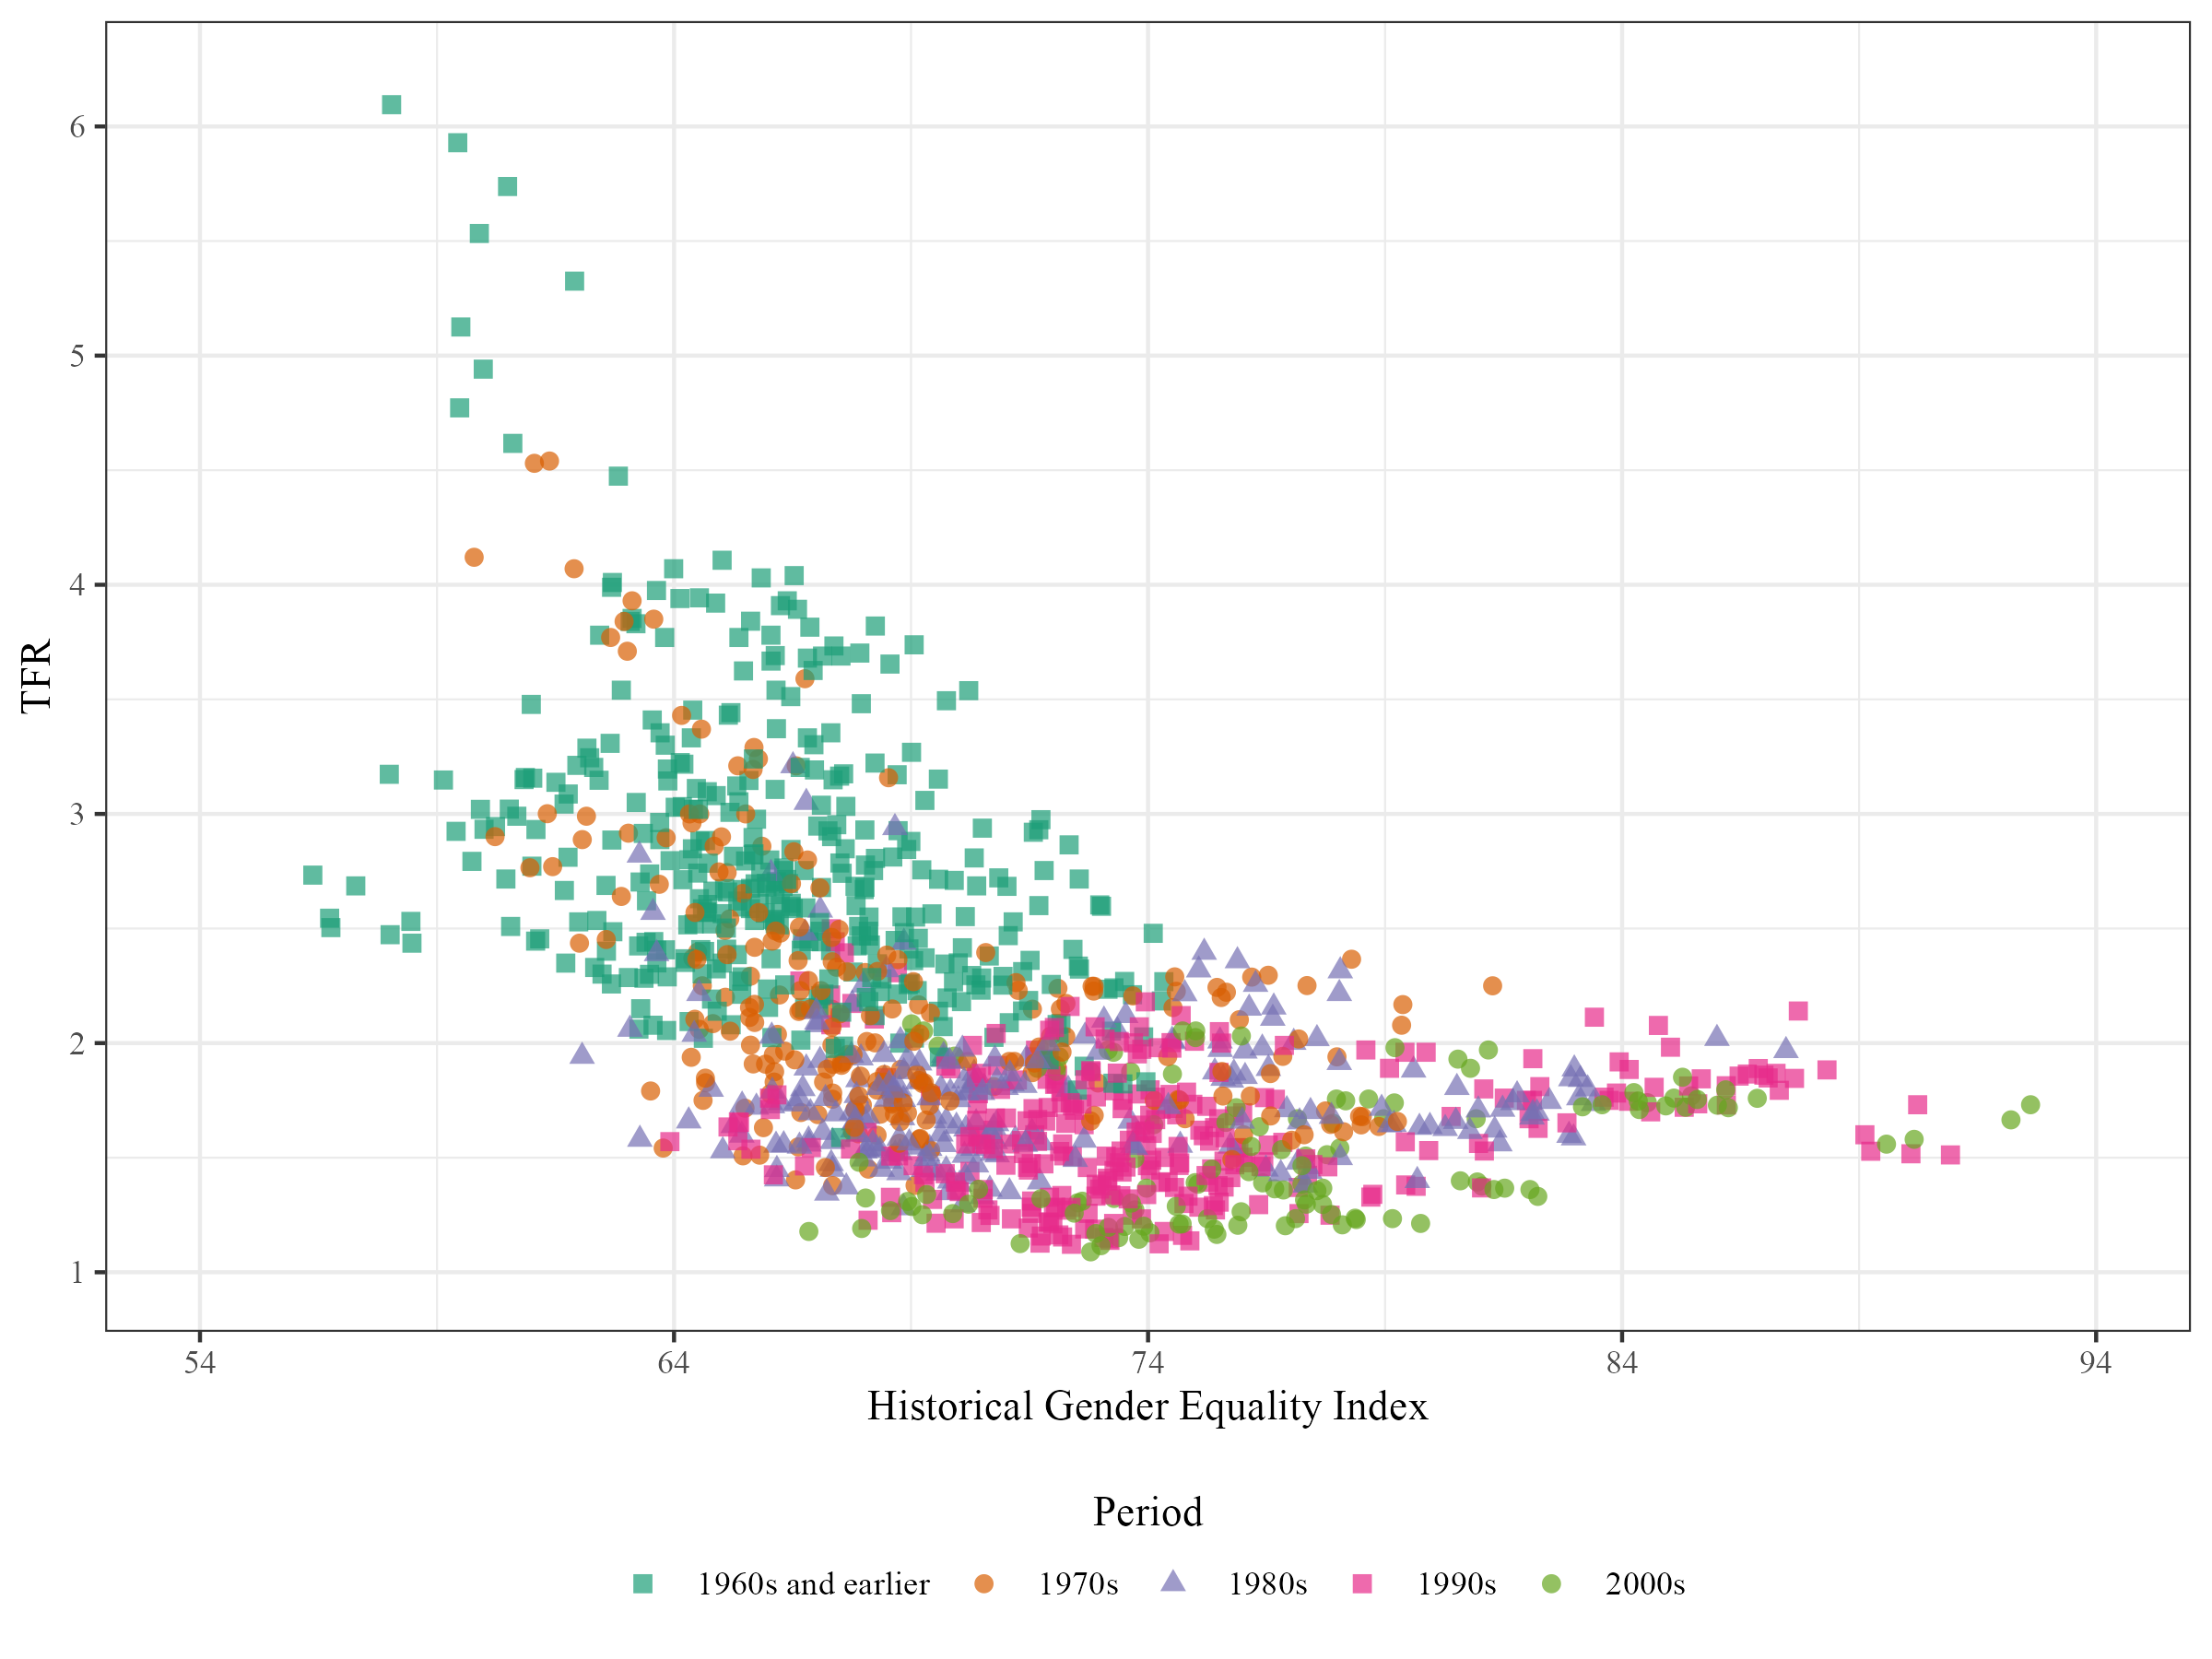 6
5
4
3
2
1
TFR
54 64 74 84 94
Historical Gender Equality Index
Period
1960s and earlier 1970s 1980s 1990s 2000s